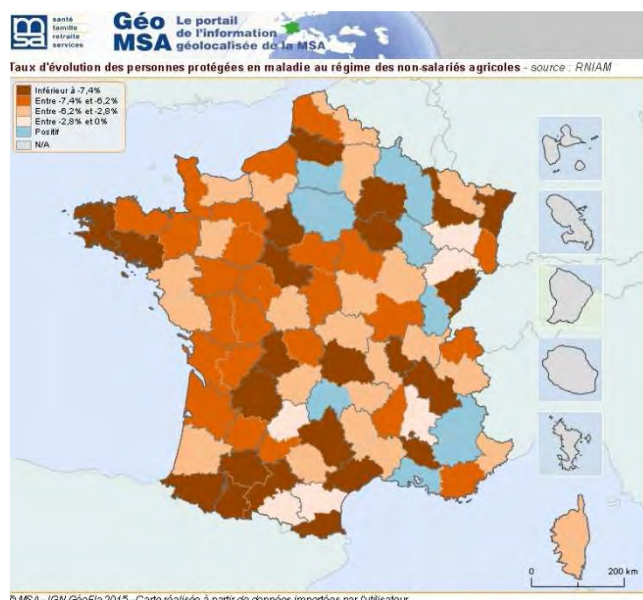 msa
santé
famille
retraite
services
Géo MSA
Le portail
de l'information
géolocalisée de la MSA
Taux d'évolution des personnes protégées en maladie au régime des non-salariés agricoles - source : RNIAM
Inférieur à -7,4%
Entre -7,4% et -6,2%
Entre -6,2% et -2,8%
Entre -2,8% et 0%
Positif
N/A
0 200 km
© MSA - IGN GéoFla 2015 - Carte réalisée à partir de données importées par l'utilisateur